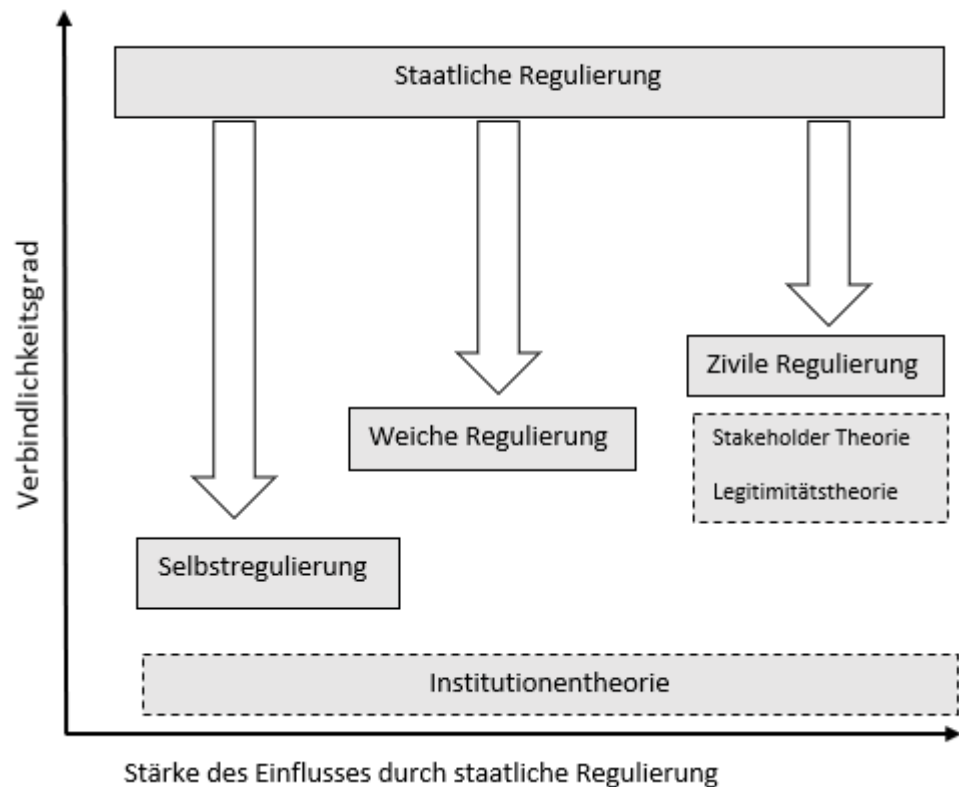 Staatliche Regulierung
Verbindlichkeitsgrad
Zivile Regulierung
Weiche Regulierung
Stakeholder Theorie
Legitimitätstheorie
Selbstregulierung
Institutionentheorie
Stärke des Einflusses durch staatliche Regulierung